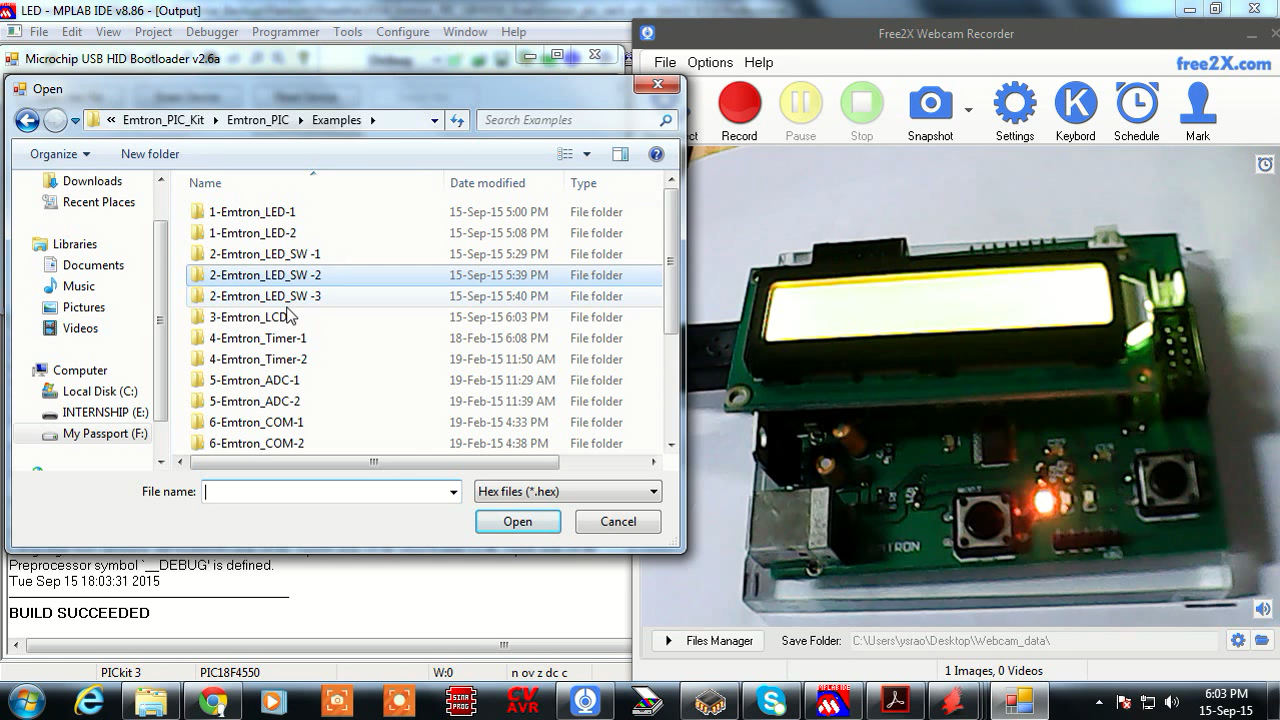 LED - MPLAB IDE v8.86 - [Output]
File Edit View Project Debugger Programmer Tools Configure Window Help
Microchip USB HID Bootloader v2.6a
Open
« Emtron_PIC_Kit Emtron_PIC Examples
Search Examples
Organize New folder
Downloads
Recent Places
Libraries
Documents
Music
Pictures
Videos
Computer
Local Disk (C:)
INTERNSHIP (E:)
My Passport (F:)
Name Date modified Type
1-Emtron_LED-1 15-Sep-15 5:00 PM File folder
1-Emtron_LED-2 15-Sep-15 5:08 PM File folder
2-Emtron_LED_SW -1 15-Sep-15 5:29 PM File folder
2-Emtron_LED_SW -2 15-Sep-15 5:39 PM File folder
2-Emtron_LED_SW -3 15-Sep-15 5:40 PM File folder
3-Emtron_LCD 15-Sep-15 6:03 PM File folder
4-Emtron_Timer-1 18-Feb-15 6:08 PM File folder
4-Emtron_Timer-2 19-Feb-15 11:50 AM File folder
5-Emtron_ADC-1 19-Feb-15 11:29 AM File folder
5-Emtron_ADC-2 19-Feb-15 11:39 AM File folder
6-Emtron_COM-1 19-Feb-15 4:33 PM File folder
6-Emtron_COM-2 19-Feb-15 4:38 PM File folder
File name: Hex files (*.hex)
Open Cancel
Preprocessor symbol `__DEBUG' is defined.
Tue Sep 15 18:03:31 2015
BUILD SUCCEEDED
PICkit 3 PIC18F4550 W:0 n ov z dc c
Free2X Webcam Recorder
File Options Help
free2X.com
Record Pause Stop Snapshot Settings Keybord Schedule Mark
Files Manager Save Folder: C:\Users\ysrao\Desktop\Webcam_data\
1 Images, 0 Videos
6:03 PM
15-Sep-15